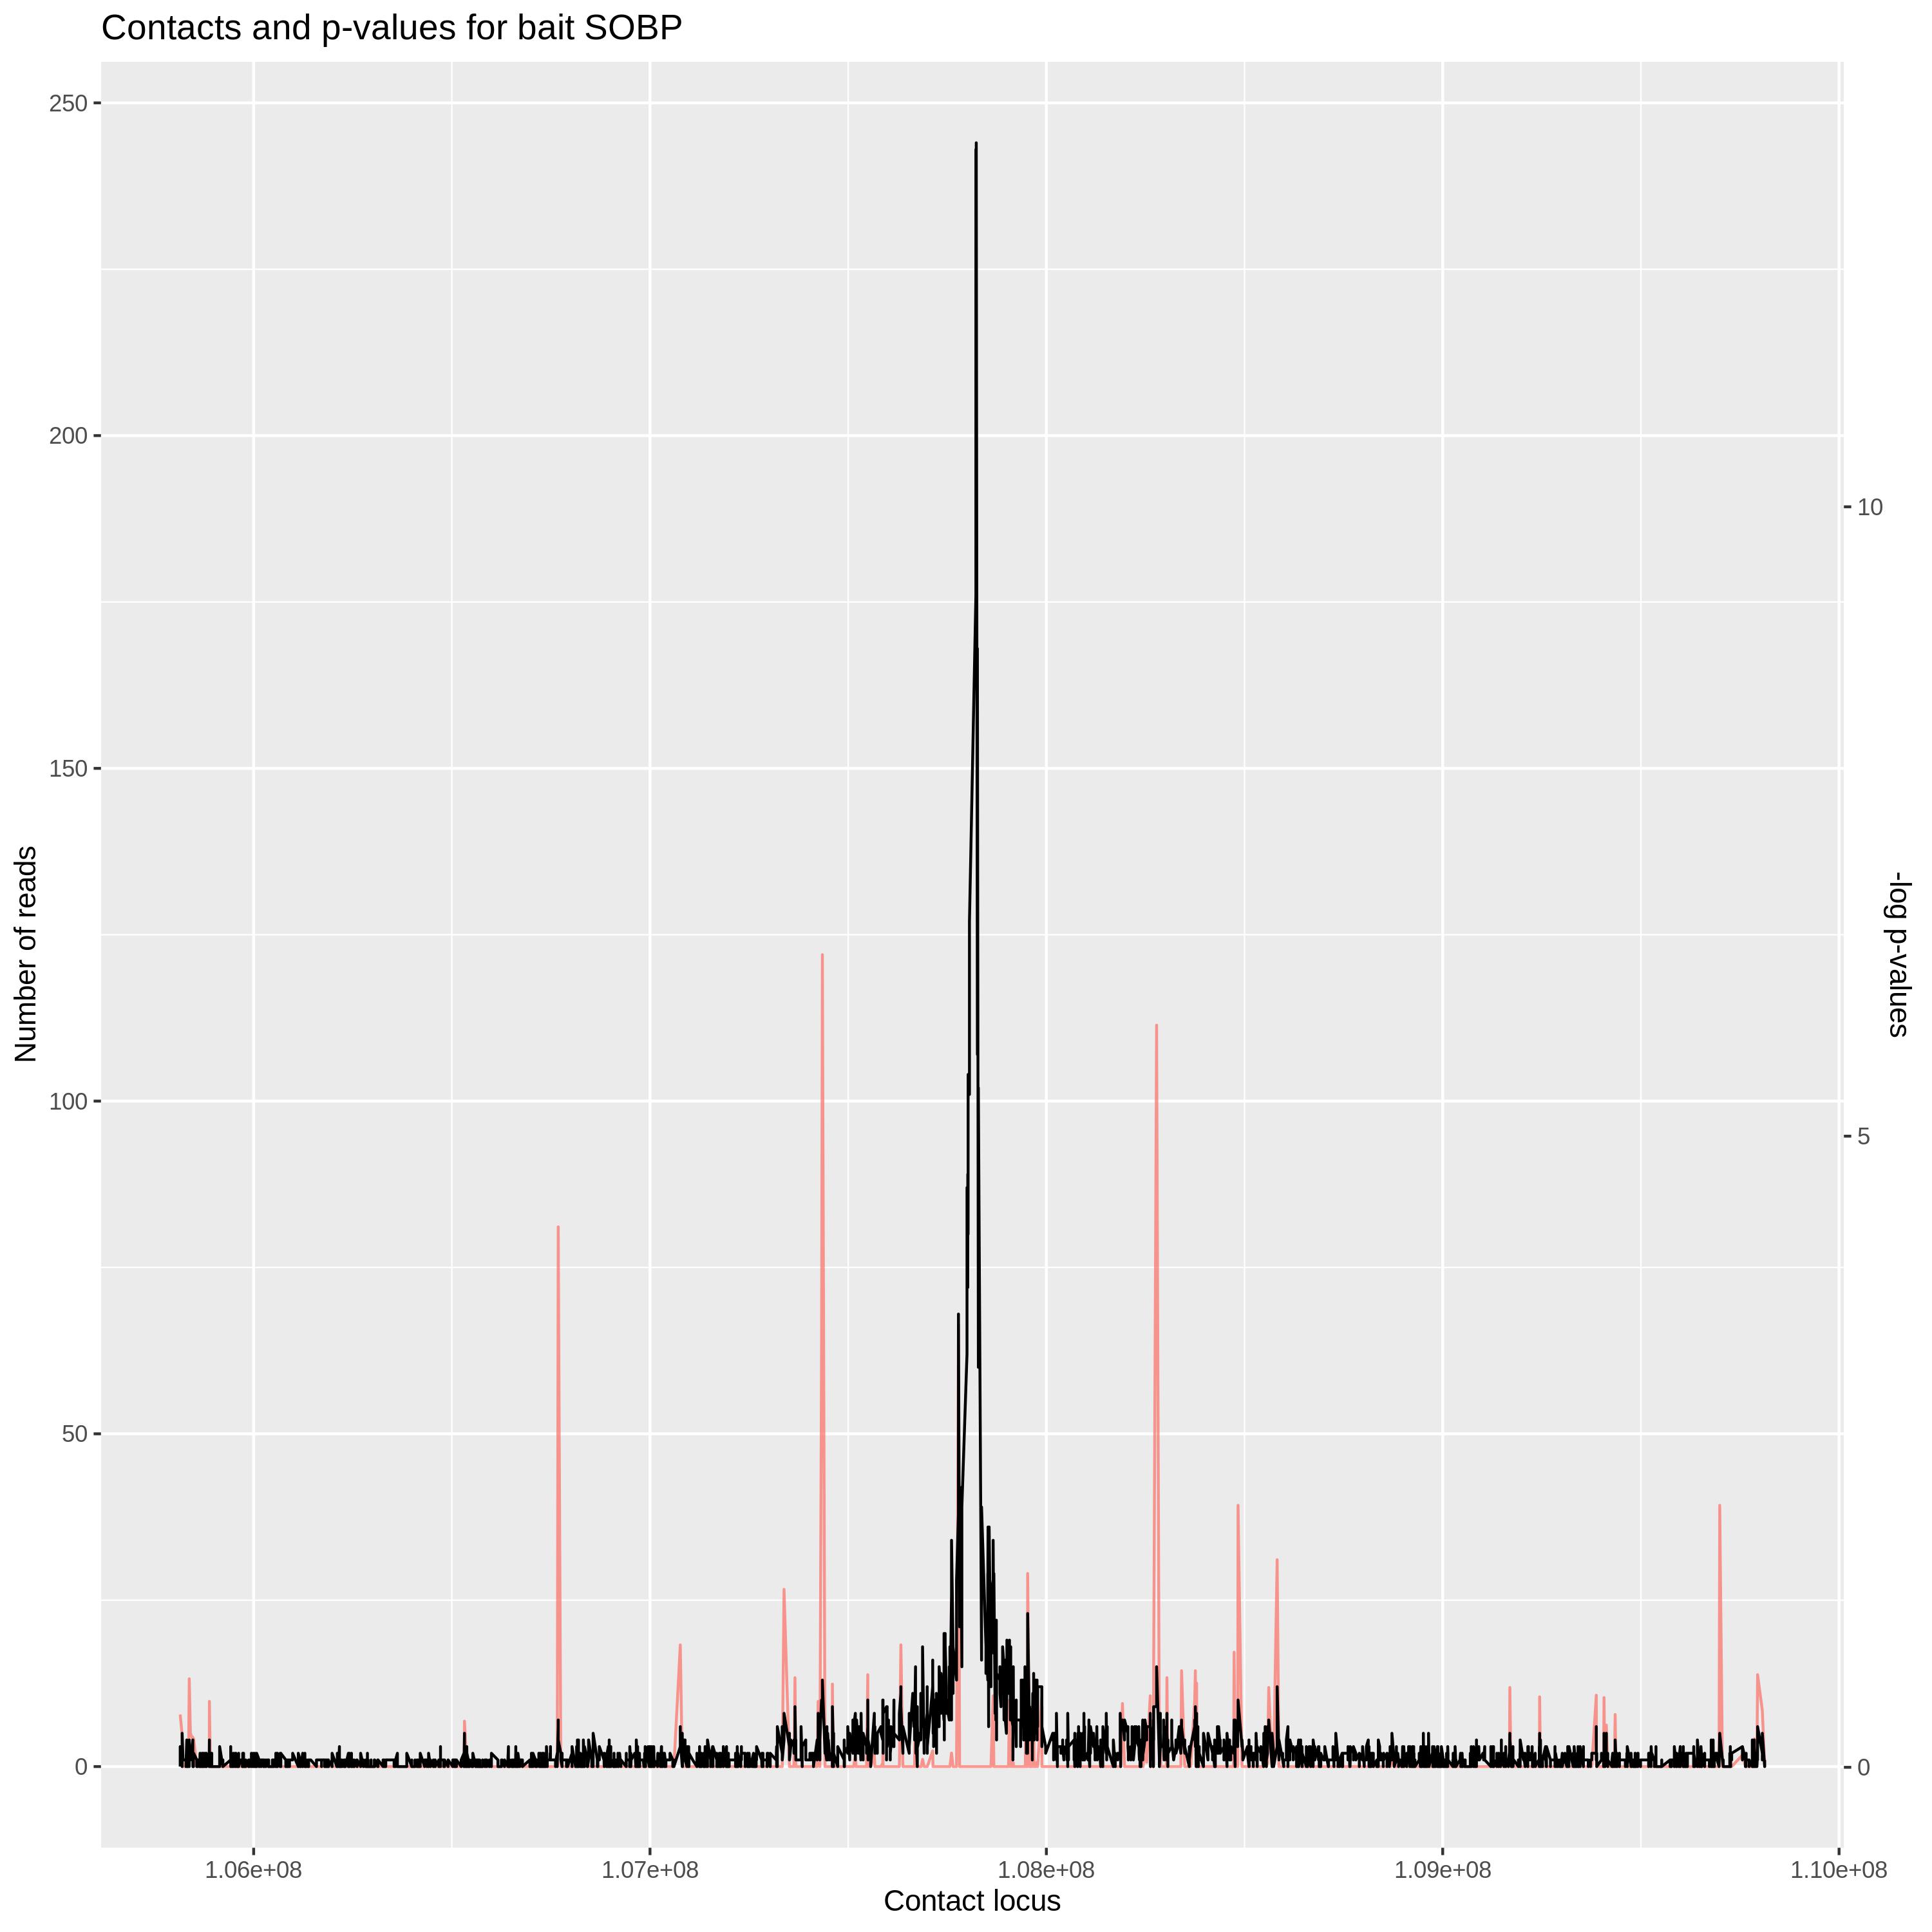 Contacts and p-values for bait SOBP
250
200
150
100
50
0
Number of reads
10
5
0
-log p-values
1.06e+08
1.07e+08
1.08e+08
1.09e+08
1.10e+08
Contact locus